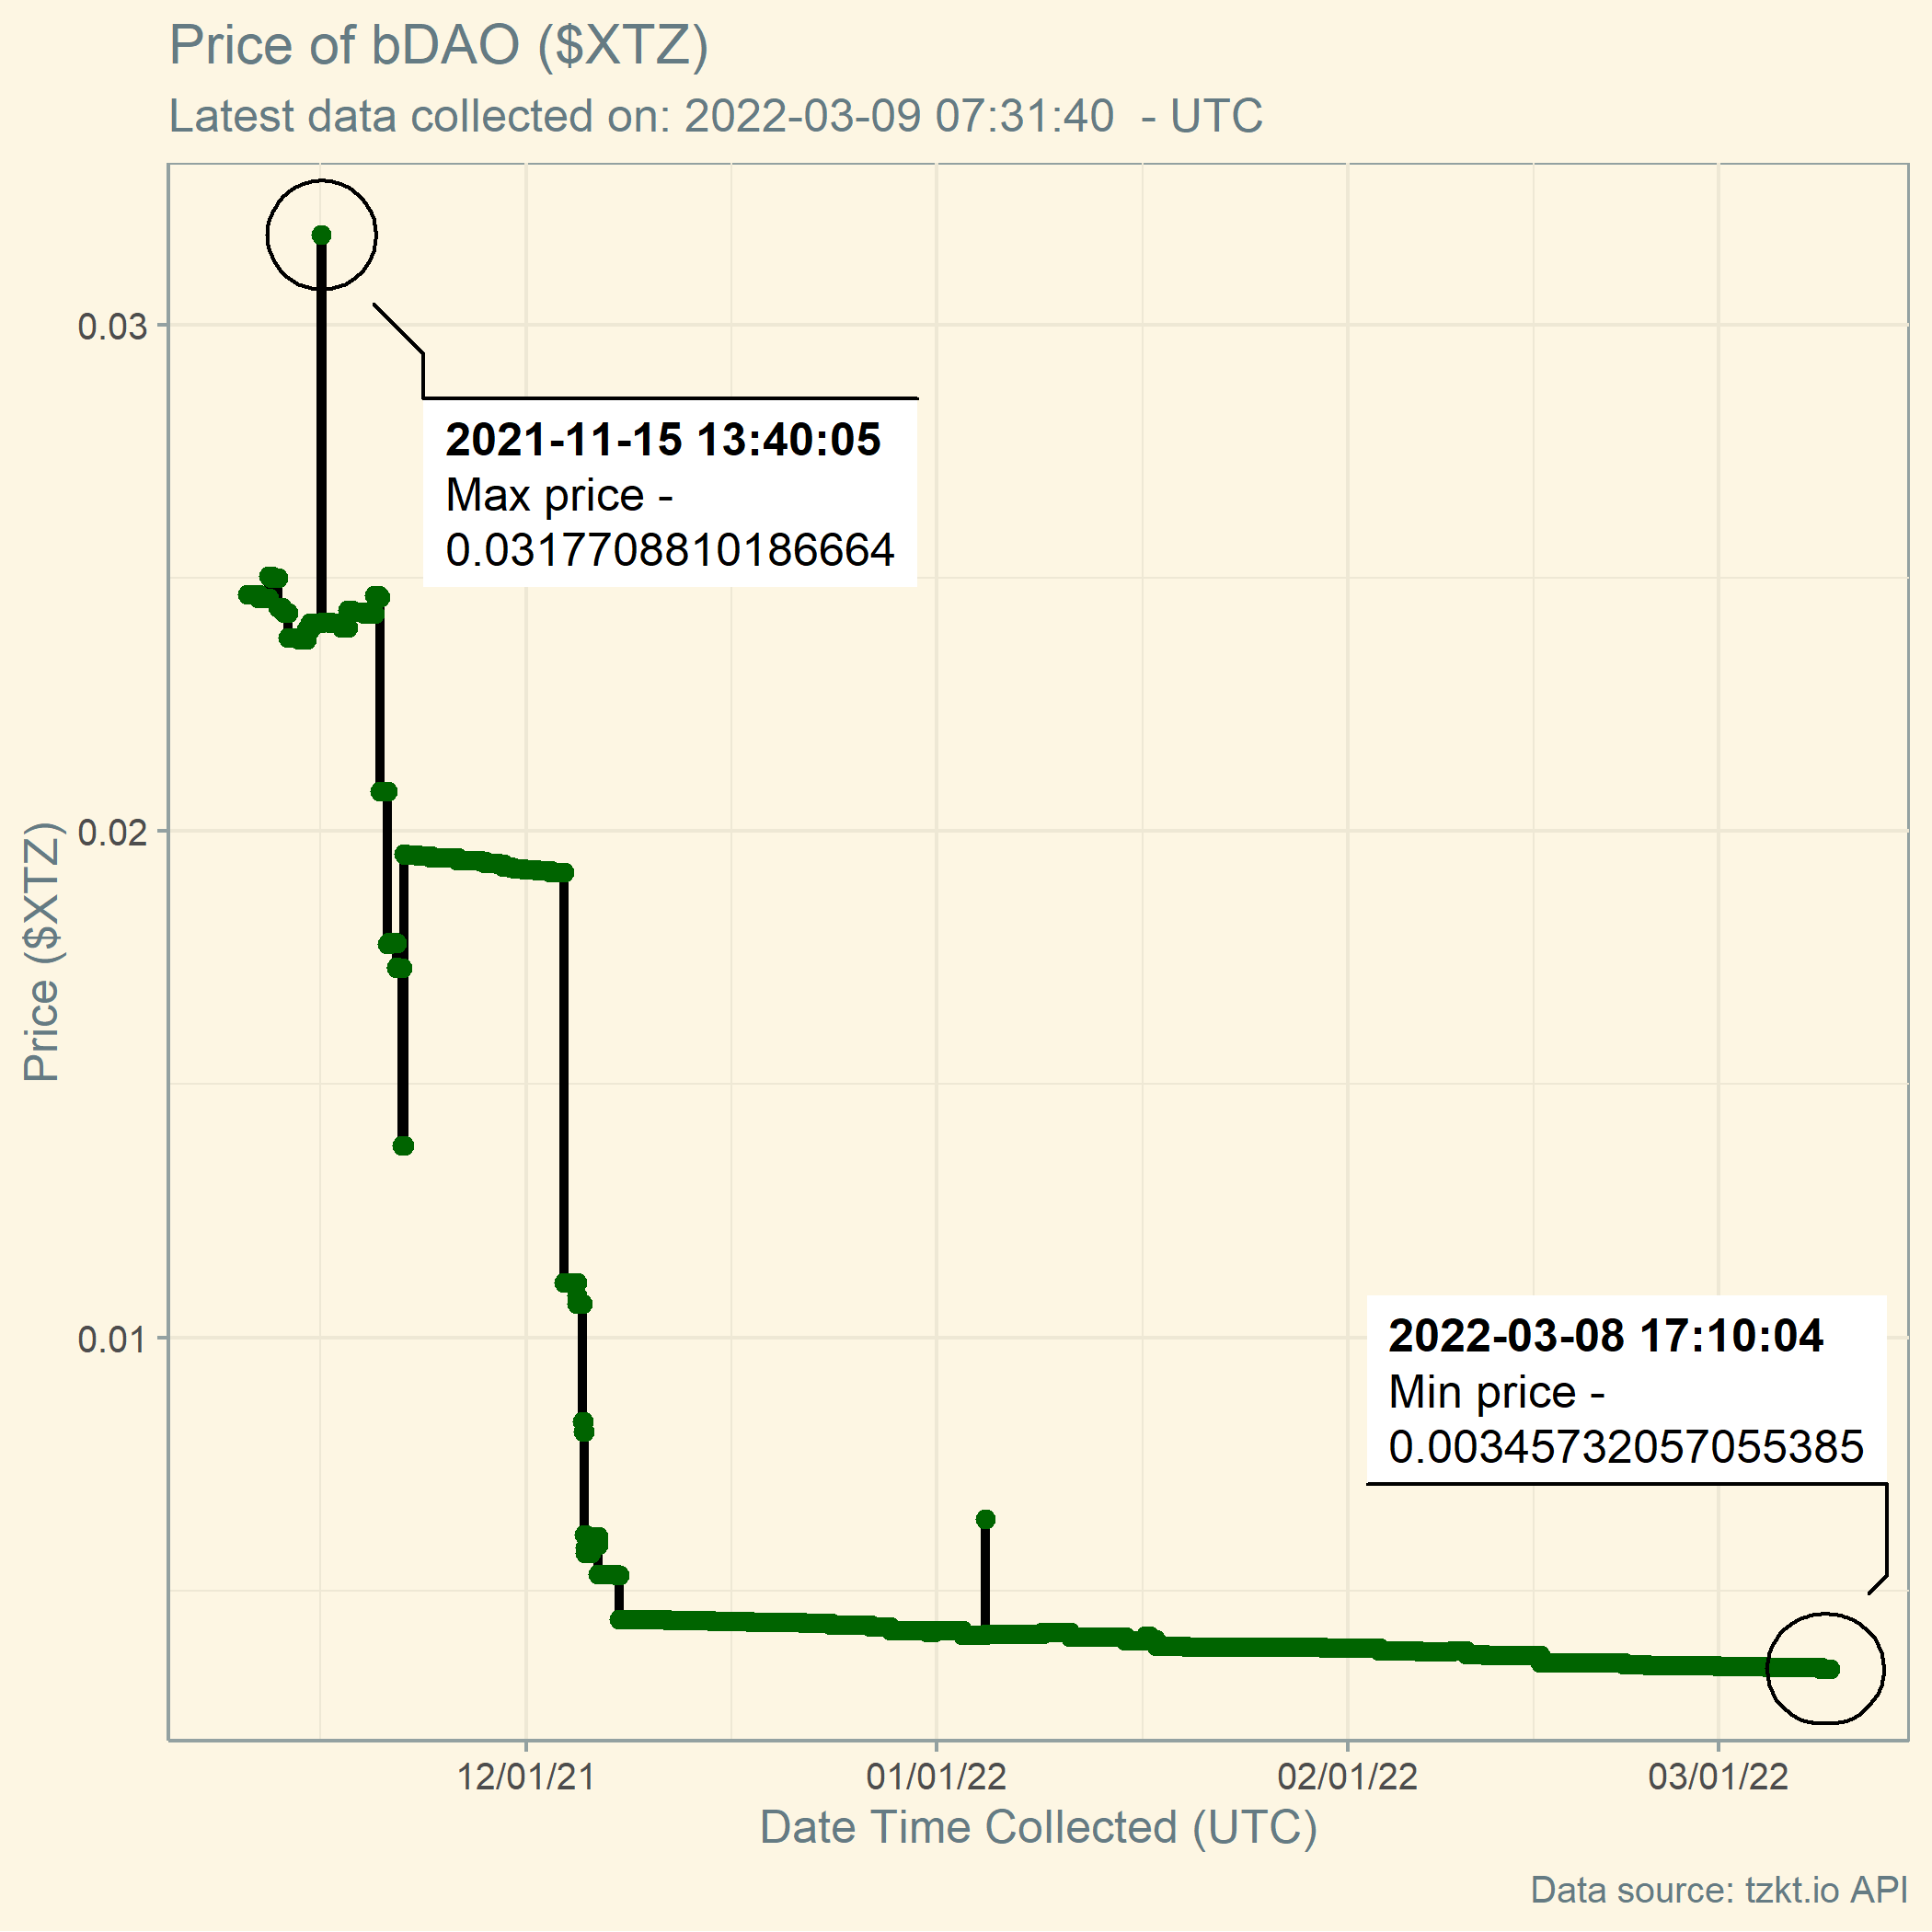 Price of bDAO ($XTZ)
Latest data collected on: 2022-03-09 07:31:40  - UTC
0.03
2021-11-15 13:40:05
Max price -
0.0317708810186664
0.02
Price ($XTZ)
0.01
2022-03-08 17:10:04
Min price -
0.00345732057055385
12/01/21
01/01/22
02/01/22
03/01/22
Date Time Collected (UTC)
Data source: tzkt.io API